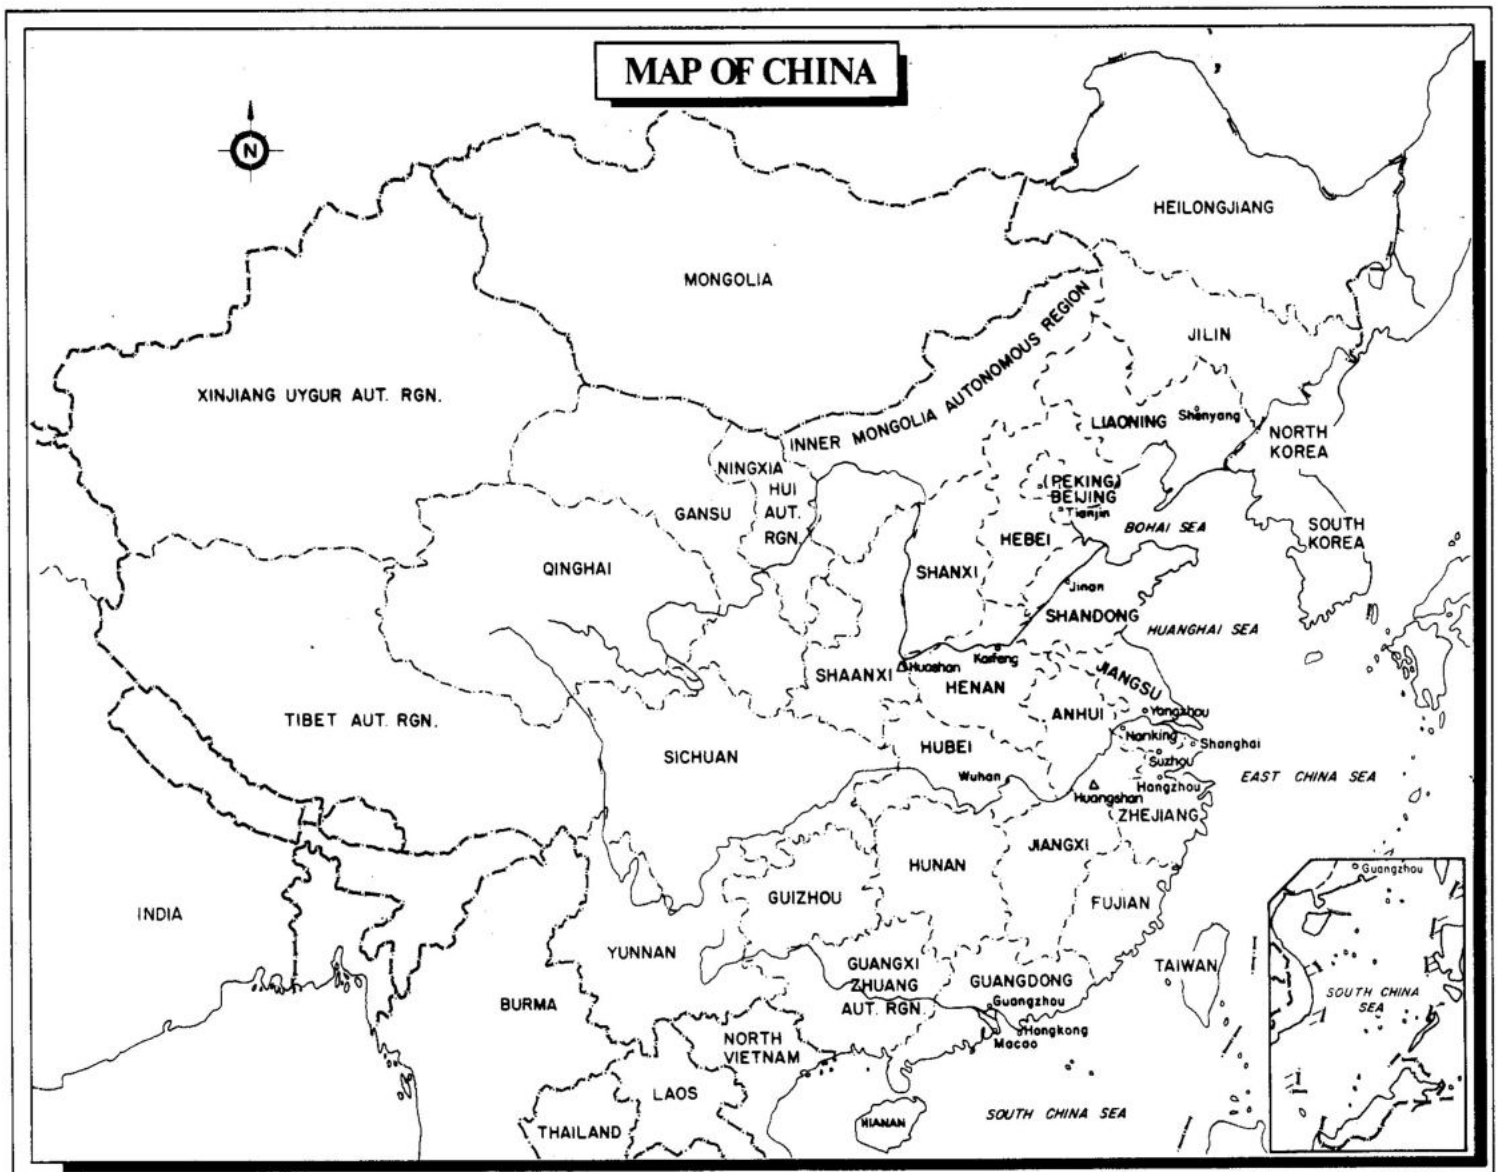 MAP OF CHINA
N
HEILONGJIANG
MONGOLIA
JILIN
XINJIANG UYGUR AUT. RGN.
INNER MONGOLIA AUTONOMOUS REGION
LIAONING
Shenyang
NORTH
KOREA
NINGXIA
HUI
AUT.
RGN.
GANSU
(PEKING)
BEIJING
Tianjin
BOHAI SEA
SOUTH
KOREA
HEBEI
QINGHAI
SHANXI
Jinan
SHANDONG
HUANGHAI SEA
SHAANXI
Huashan
Kaifeng
HENAN
JIANGSU
TIBET AUT. RGN.
ANHUI
Yangzhou
Nanking
Shanghai
HUBEI
SICHUAN
Suzhou
Wuhan
Hangzhou
EAST CHINA SEA
Huangshan
ZHEJIANG
JIANGXI
HUNAN
GUIZHOU
FUJIAN
INDIA
YUNNAN
GUANGXI
ZHUANG
AUT. RGN.
GUANGDONG
Guangzhou
TAIWAN
BURMA
Hongkong
Macao
NORTH
VIETNAM
LAOS
THAILAND
HIANAN
SOUTH CHINA SEA
Guangzhou
SOUTH CHINA
SEA